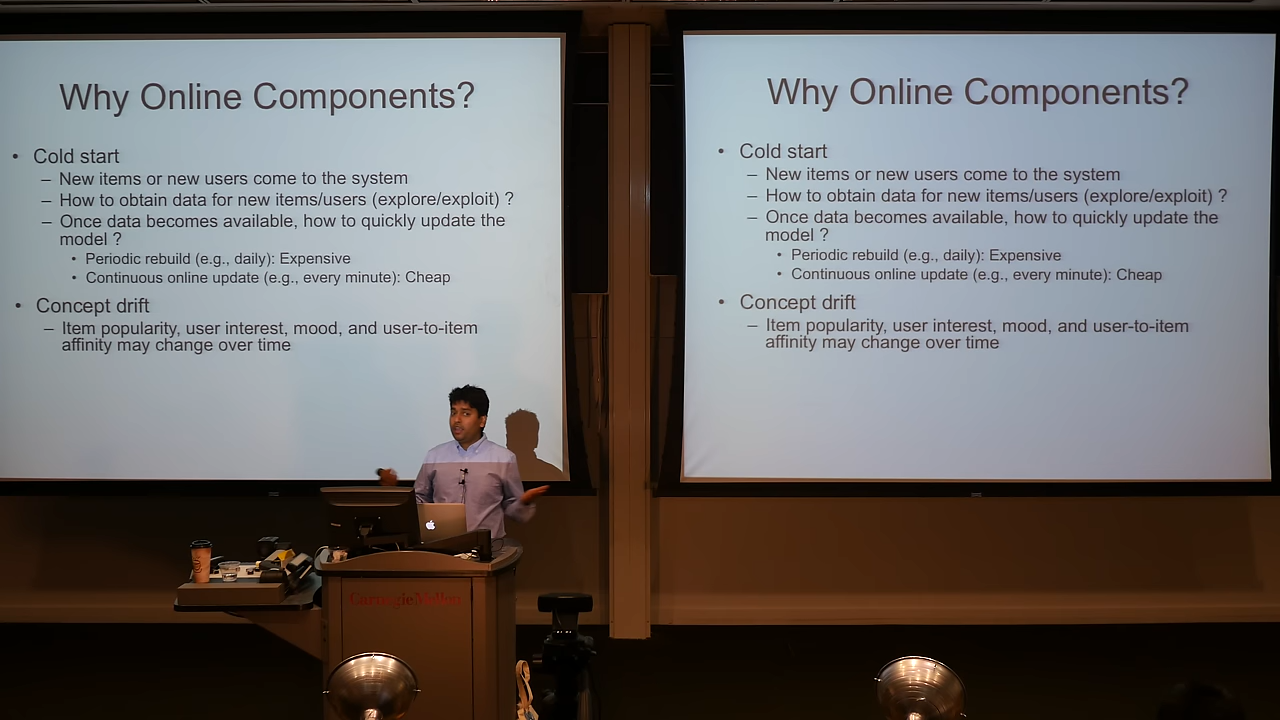 Why Online Components?
• Cold start
– New items or new users come to the system
– How to obtain data for new items/users (explore/exploit) ?
– Once data becomes available, how to quickly update the
model ?
• Periodic rebuild (e.g., daily): Expensive
• Continuous online update (e.g., every minute): Cheap
• Concept drift
– Item popularity, user interest, mood, and user-to-item
affinity may change over time
Why Online Components?
• Cold start
– New items or new users come to the system
– How to obtain data for new items/users (explore/exploit) ?
– Once data becomes available, how to quickly update the
model ?
• Periodic rebuild (e.g., daily): Expensive
• Continuous online update (e.g., every minute): Cheap
• Concept drift
– Item popularity, user interest, mood, and user-to-item
affinity may change over time
Carnegie Mellon